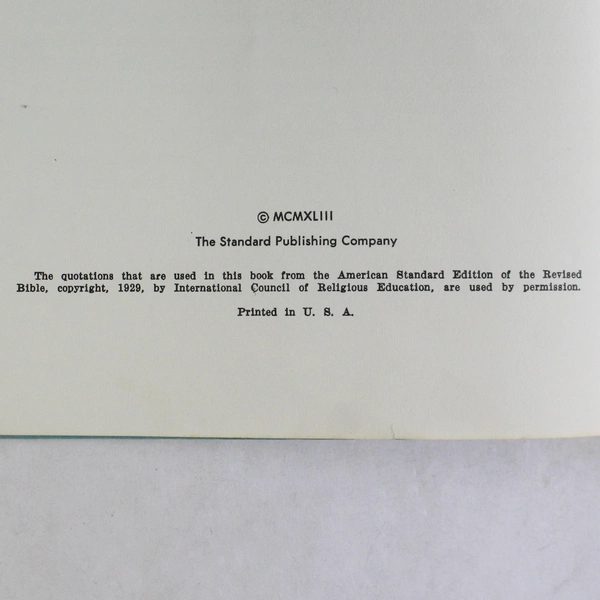 © MCMXLIII
The Standard Publishing Company
The quotations that are used in this book from the American Standard Edition of the Revised
Bible, copyright, 1929, by International Council of Religious Education, are used by permission.
Printed in U. S. A.